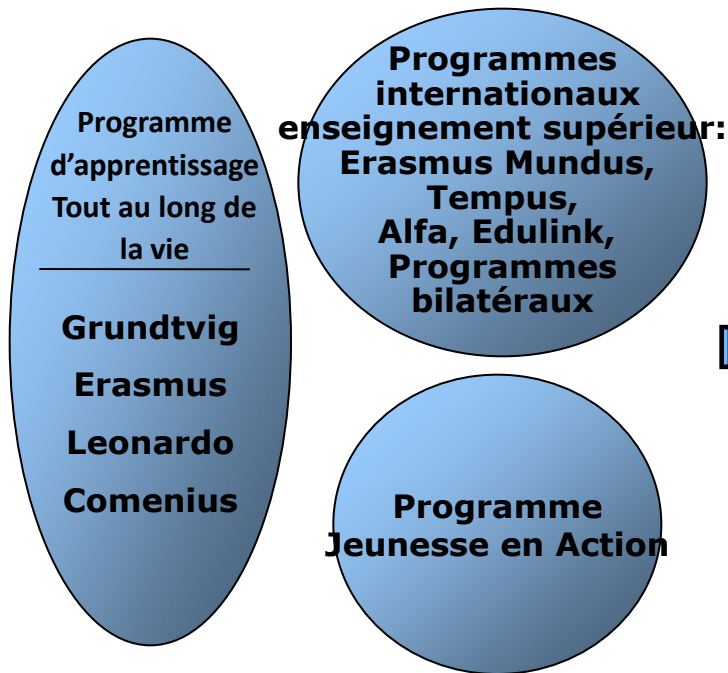 Programme
d’apprentissage
Tout au long de
la vie
Grundtvig
Erasmus
Leonardo
Comenius
Programmes
internationaux
enseignement supérieur:
Erasmus Mundus,
Tempus,
Alfa, Edulink,
Programmes
bilatéraux
Programme
Jeunesse en Action